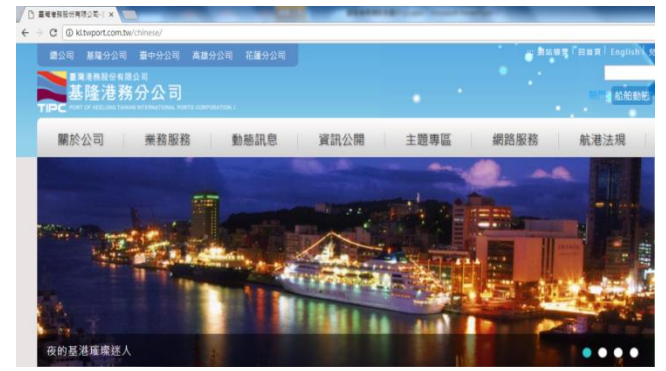 臺灣港務股份有限公司-| ×
kl.twport.com.tw/chinese/
總公司 基隆分公司 臺中分公司 高雄分公司 花蓮分公司
網站導覽 | 回首頁 | English |
臺灣港務股份有限公司
基隆港務分公司
TIPC PORT OF KEELUNG TAIWAN INTERNATIONAL PORTS CORPORATION
船舶動態
關於公司 業務服務 動態訊息 資訊公開 主題專區 網路服務 航港法規
夜的基港璀璨迷人